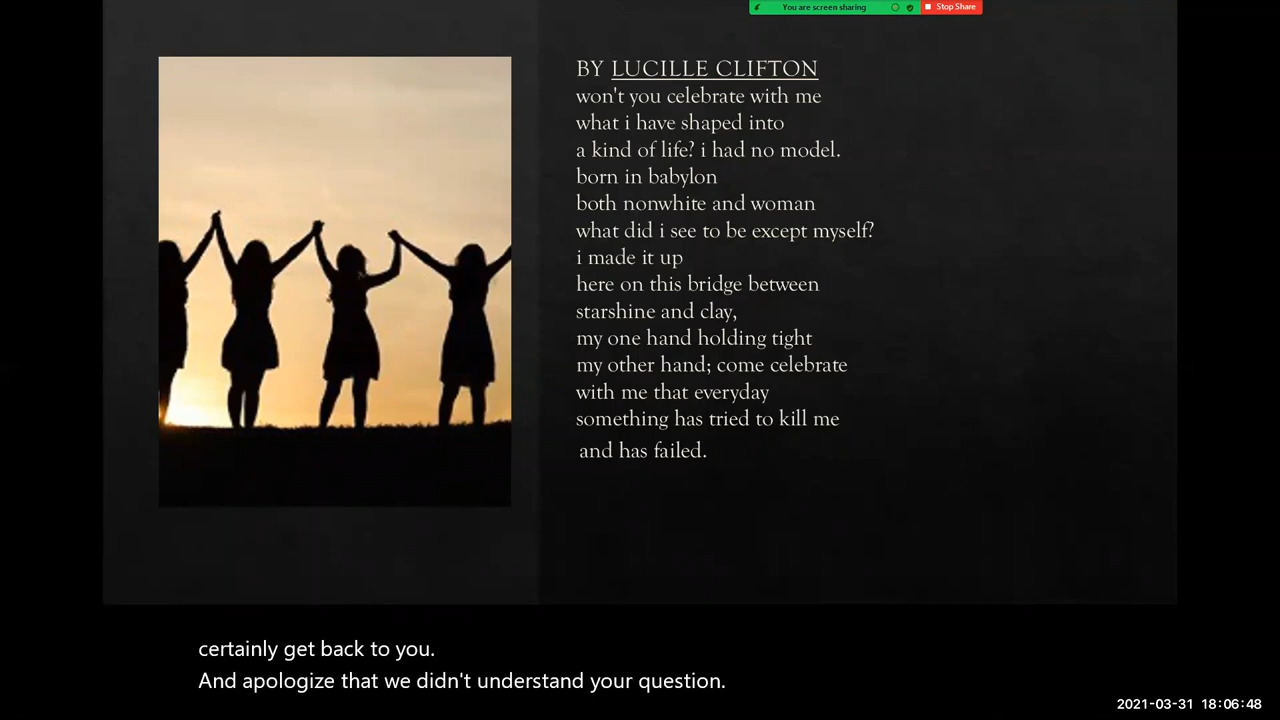 You are screen sharing
Stop Share
BY LUCILLE CLIFTON
won't you celebrate with me
what i have shaped into
a kind of life? i had no model.
born in babylon
both nonwhite and woman
what did i see to be except myself?
i made it up
here on this bridge between
starshine and clay,
my one hand holding tight
my other hand; come celebrate
with me that everyday
something has tried to kill me
and has failed.
certainly get back to you.
And apologize that we didn't understand your question.
2021-03-31 18:06:48